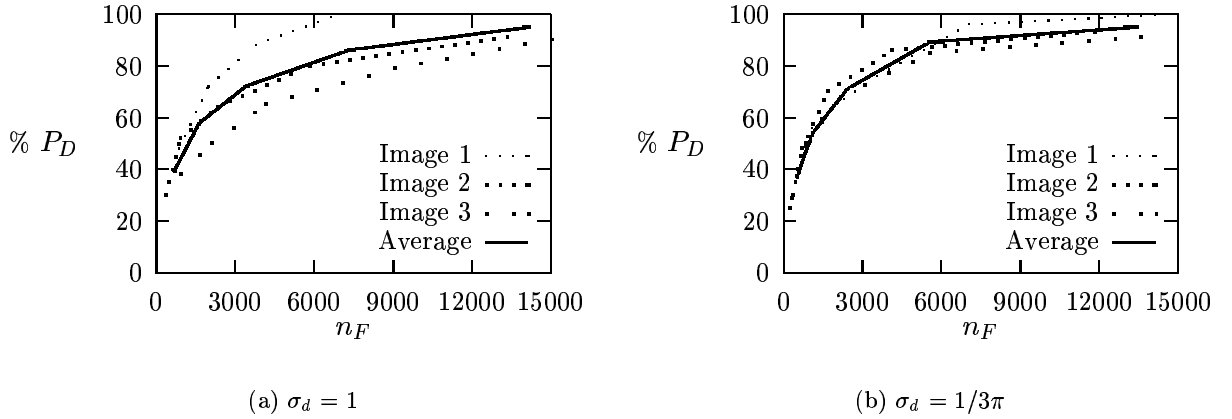 100
80
60
40
20
0
% P_D
Image 1
Image 2
Image 3
Average
0 3000 6000 9000 12000 15000
n_F
(a) σ_d = 1
100
80
60
40
20
0
% P_D
Image 1
Image 2
Image 3
Average
0 3000 6000 9000 12000 15000
n_F
(b) σ_d = 1/3π